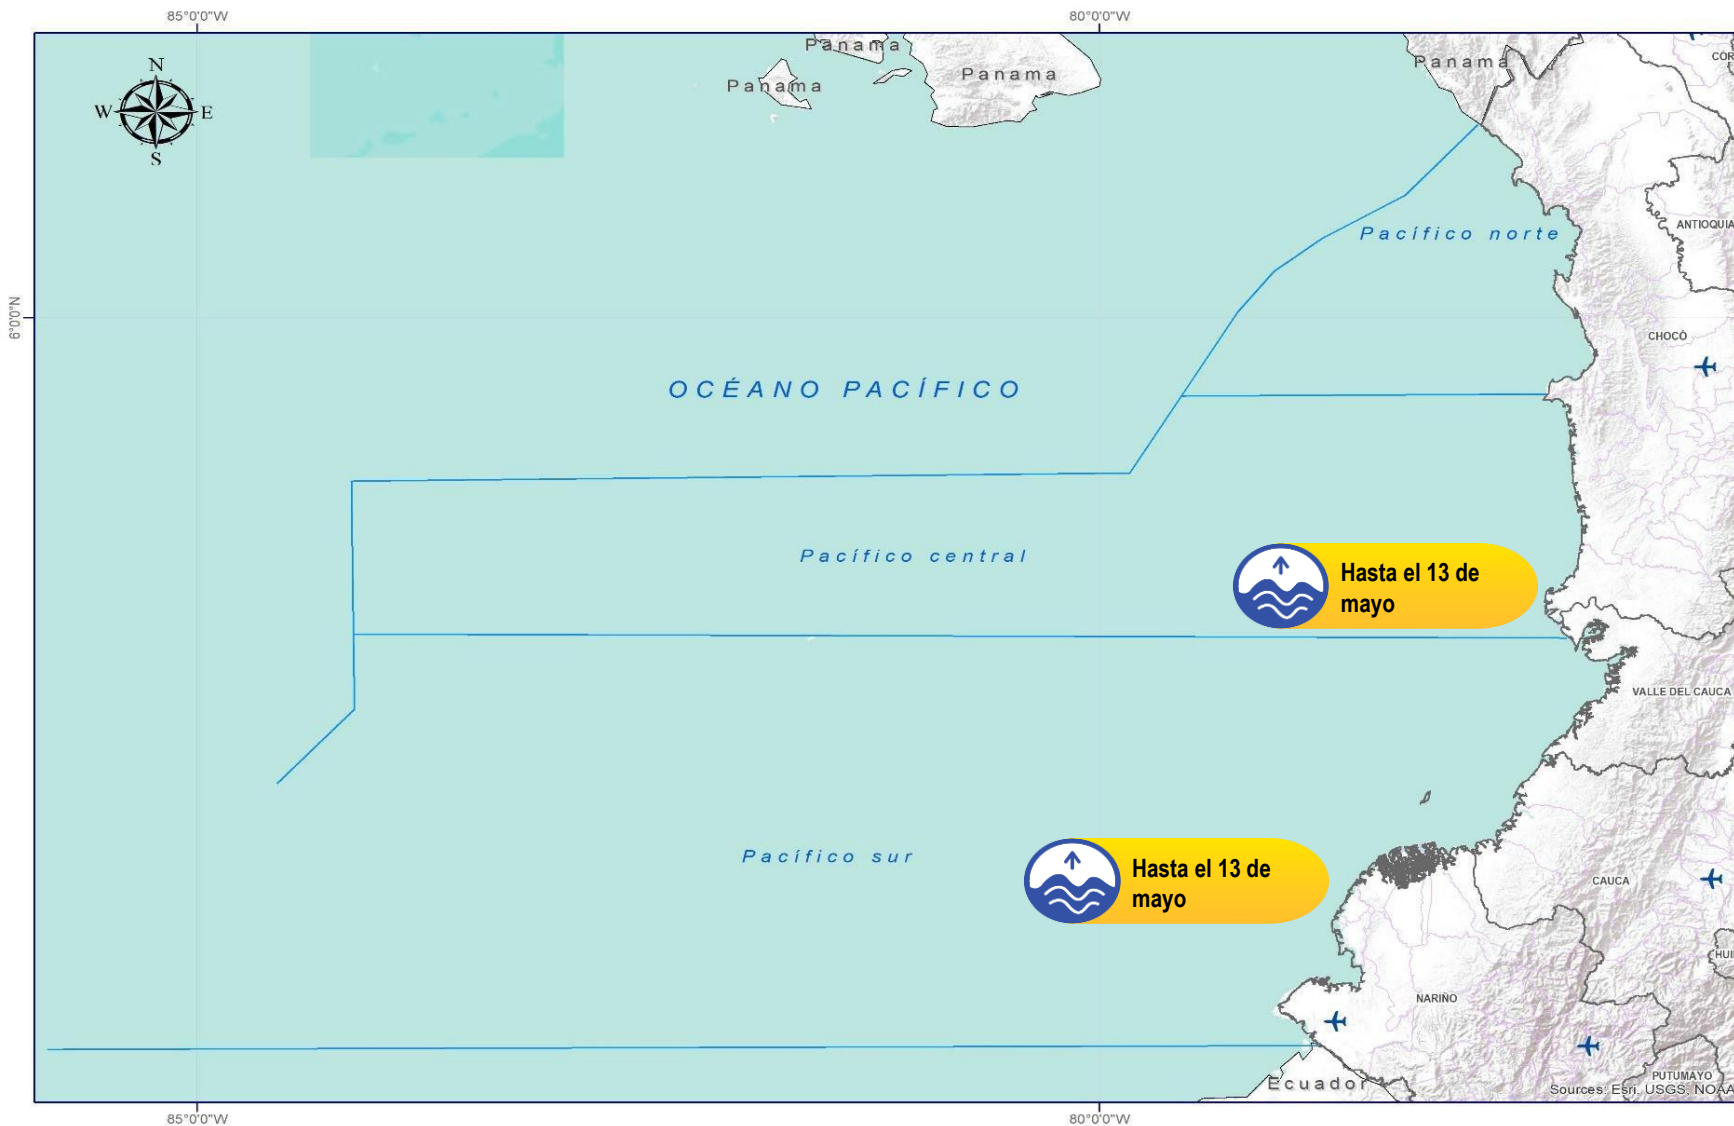 85°0'0"W
80°0'0"W
Panama
Panama
Panama
Panama
CÓR
N
W
E
S
ANTIOQUIA
Pacífico norte
6°0'0"N
CHOCÓ
OCÉANO PACÍFICO
Pacífico central
Hasta el 13 de
mayo
VALLE DEL CAUCA
Pacífico sur
Hasta el 13 de
mayo
CAUCA
HUI
NARIÑO
Ecuador
PUTUMAYO
Sources: Esri, USGS, NOAA
85°0'0"W
80°0'0"W